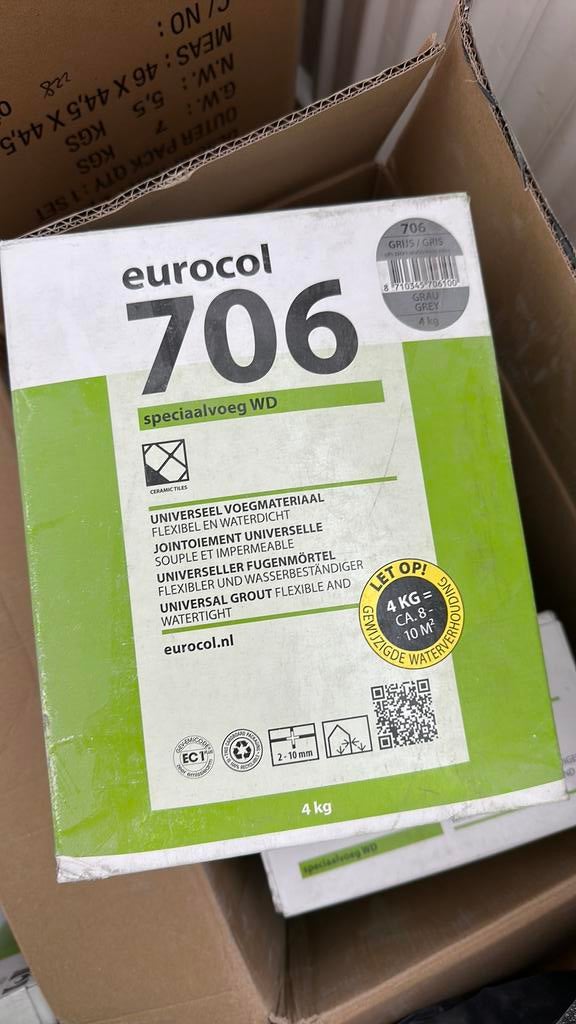 C/NO :
MEAS : 46 X 44,5 X 44,5
N.W. : 5,5 KGS
G.W. : 7 KGS
PACK QTY : 1 SET
822
eurocol
706
speciaalvoeg WD
706
GRIJS / GRIS
8 710345 706100
GRAU
GREY
4 kg
CERAMIC TILES
UNIVERSEEL VOEGMATERIAAL
FLEXIBEL EN WATERDICHT
JOINTOIEMENT UNIVERSELLE
SOUPLE ET IMPERMEABLE
UNIVERSELLER FUGENMÖRTEL
FLEXIBLER UND WASSERBESTÄNDIGER
UNIVERSAL GROUT FLEXIBLE AND
WATERTIGHT
eurocol.nl
LET OP!
4 KG =
CA. 8 -
10 M²
GEWIJZIGDE WATERVERHOUDING
EC1
2 - 10 mm
4 kg
speciaalvoeg WD